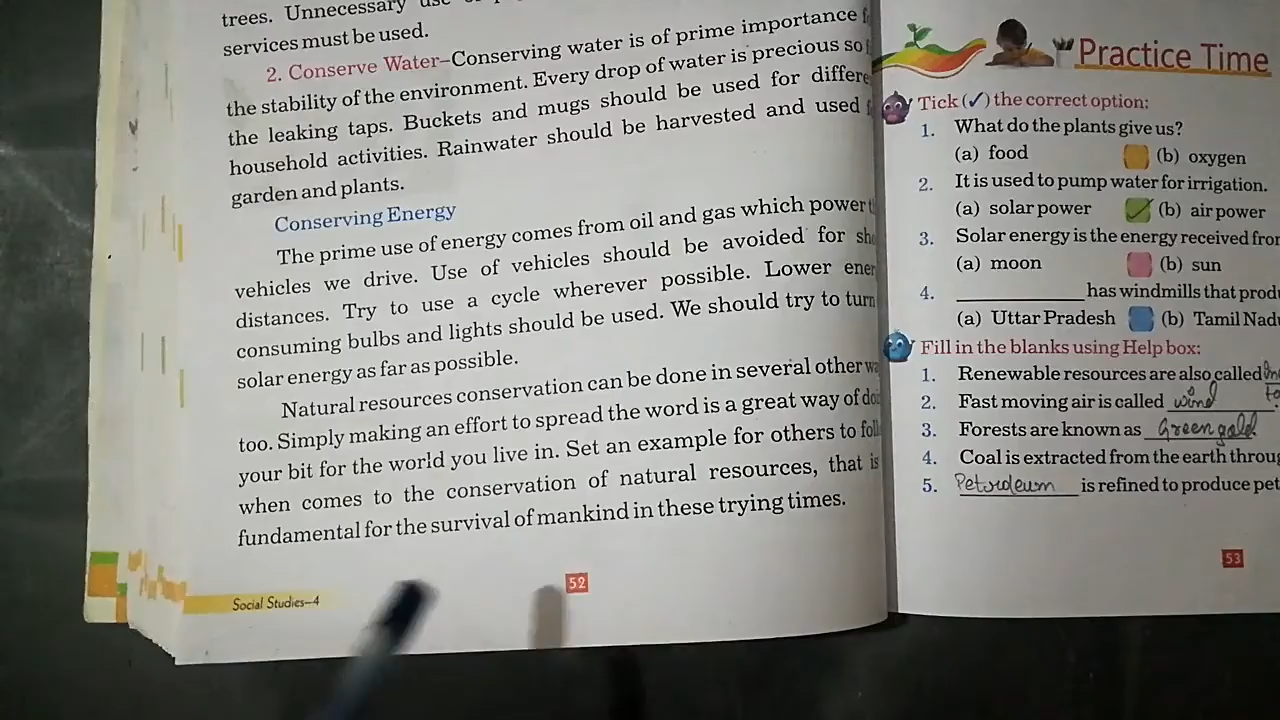 trees. Unnecessary use
services must be used.
2. Conserve Water–Conserving water is of prime importance
the stability of the environment. Every drop of water is precious so
the leaking taps. Buckets and mugs should be used for differe
household activities. Rainwater should be harvested and used
garden and plants.
Conserving Energy
The prime use of energy comes from oil and gas which power
vehicles we drive. Use of vehicles should be avoided for sh
distances. Try to use a cycle wherever possible. Lower ener
consuming bulbs and lights should be used. We should try to turn
solar energy as far as possible.
Natural resources conservation can be done in several other
too. Simply making an effort to spread the word is a great way of doi
your bit for the world you live in. Set an example for others to foll
when comes to the conservation of natural resources, that is
fundamental for the survival of mankind in these trying times.
52
Social Studies–4
Practice Time
Tick (✓) the correct option:
1. What do the plants give us?
(a) food (b) oxygen
2. It is used to pump water for irrigation.
(a) solar power ✓ (b) air power
3. Solar energy is the energy received from
(a) moon (b) sun
4. __________ has windmills that prod
(a) Uttar Pradesh (b) Tamil Nad
Fill in the blanks using Help box:
1. Renewable resources are also called
2. Fast moving air is called wind
3. Forests are known as Green gold
4. Coal is extracted from the earth throug
5. Petroleum is refined to produce pet
53